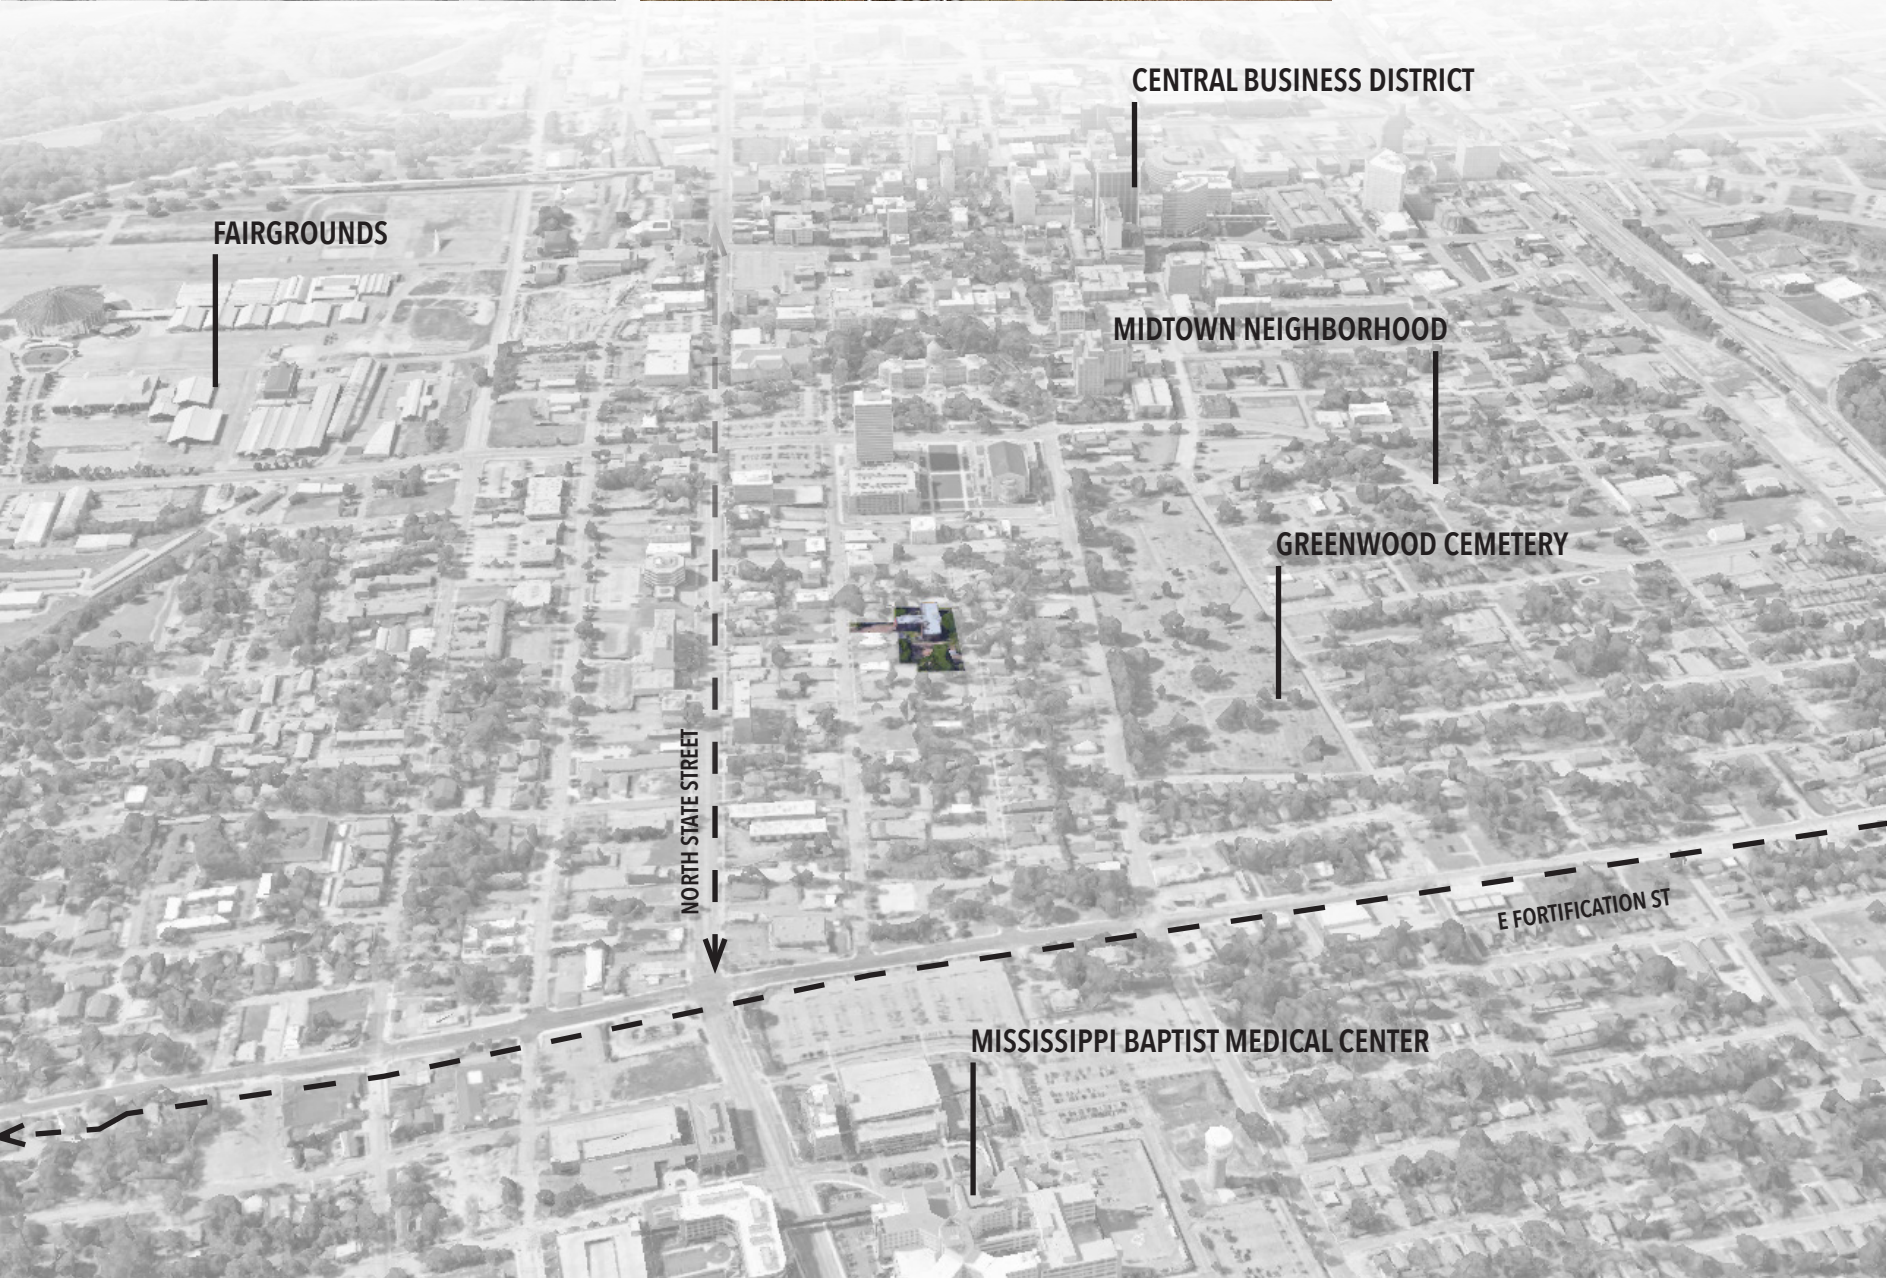 CENTRAL BUSINESS DISTRICT
FAIRGROUNDS
MIDTOWN NEIGHBORHOOD
GREENWOOD CEMETERY
NORTH STATE STREET
E FORTIFICATION ST
MISSISSIPPI BAPTIST MEDICAL CENTER